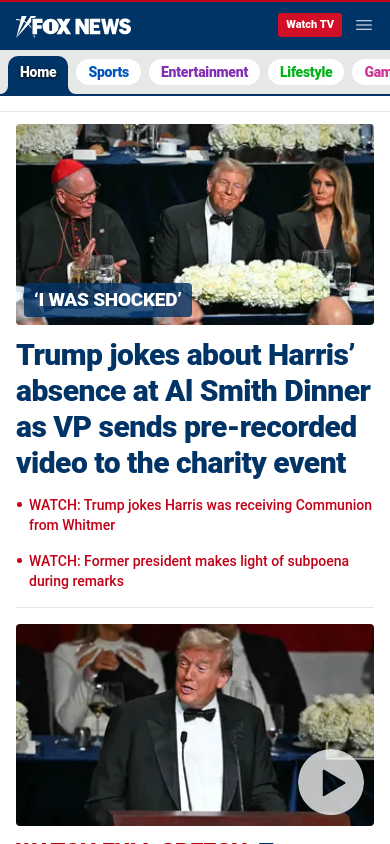 FOX NEWS
Watch TV
Home
Sports
Entertainment
Lifestyle
Gam
‘I WAS SHOCKED’
Trump jokes about Harris’
absence at Al Smith Dinner
as VP sends pre-recorded
video to the charity event
• WATCH: Trump jokes Harris was receiving Communion
from Whitmer
• WATCH: Former president makes light of subpoena
during remarks